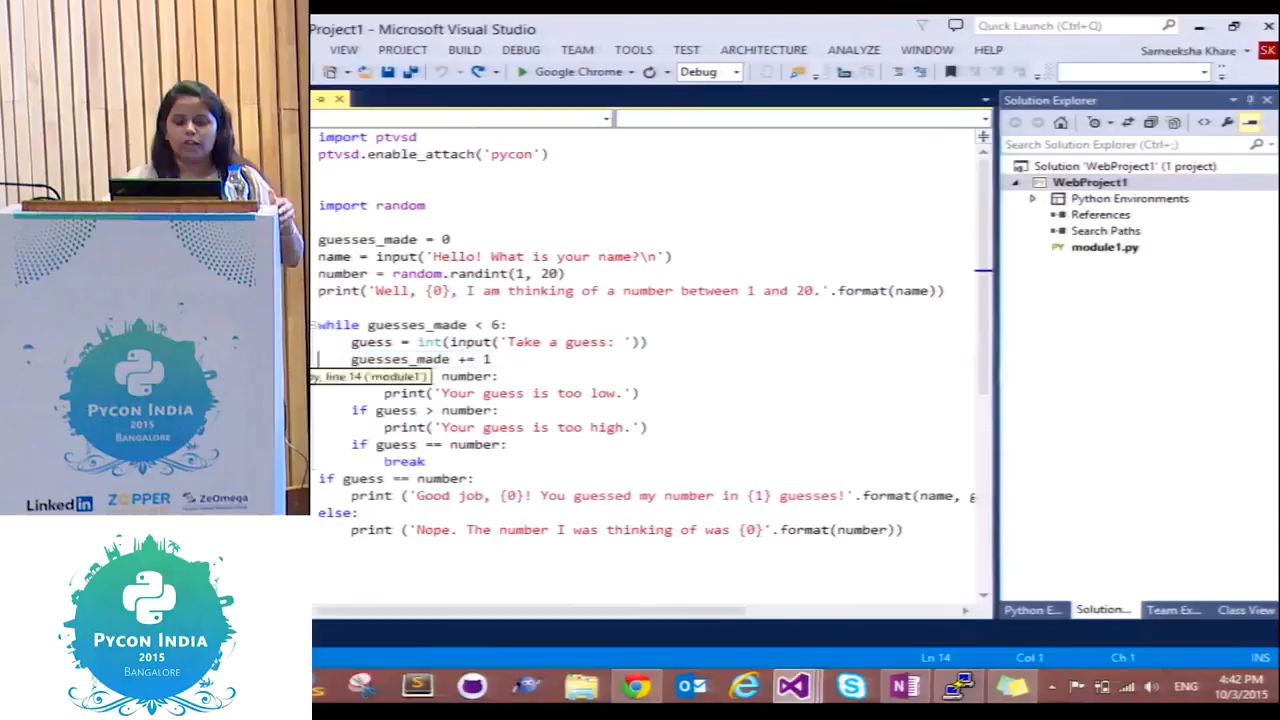 Project1 - Microsoft Visual Studio
Quick Launch (Ctrl+Q)
VIEW PROJECT BUILD DEBUG TEAM TOOLS TEST ARCHITECTURE ANALYZE WINDOW HELP
Sameeksha Khare
SK
Google Chrome
Debug
import ptvsd
ptvsd.enable_attach('pycon')
import random
guesses_made = 0
name = input('Hello! What is your name?\n')
number = random.randint(1, 20)
print('Well, {0}, I am thinking of a number between 1 and 20.'.format(name))
while guesses_made < 6:
guess = int(input('Take a guess: '))
guesses_made += 1
py, line 14 ('module1')
number:
print('Your guess is too low.')
if guess > number:
print('Your guess is too high.')
if guess == number:
break
if guess == number:
print ('Good job, {0}! You guessed my number in {1} guesses!'.format(name, g
else:
print ('Nope. The number I was thinking of was {0}'.format(number))
Solution Explorer
Search Solution Explorer (Ctrl+;)
Solution 'WebProject1' (1 project)
WebProject1
Python Environments
References
Search Paths
PY module1.py
Python E... Solution... Team Ex... Class View
Ln 14 Col 1 Ch 1 INS
ENG
4:42 PM
10/3/2015
PYCON INDIA
2015
BANGALORE
Linked in
ZOPPER
ZeOmega
PYCON INDIA
2015
BANGALORE